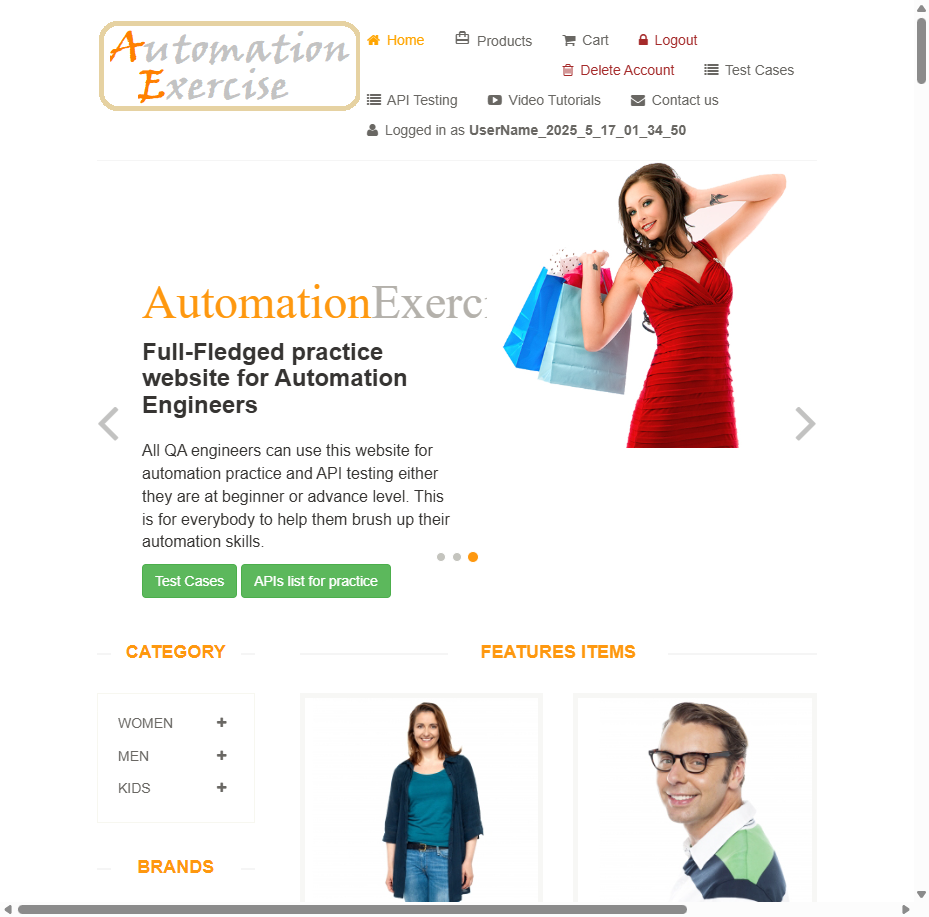 Automation
Exercise
Home Products Cart Logout
Delete Account Test Cases
API Testing Video Tutorials Contact us
Logged in as UserName_2025_5_17_01_34_50
AutomationExerc
Full-Fledged practice
website for Automation
Engineers
All QA engineers can use this website for
automation practice and API testing either
they are at beginner or advance level. This
is for everybody to help them brush up their
automation skills.
Test Cases APIs list for practice
CATEGORY
FEATURES ITEMS
WOMEN
MEN
KIDS
BRANDS